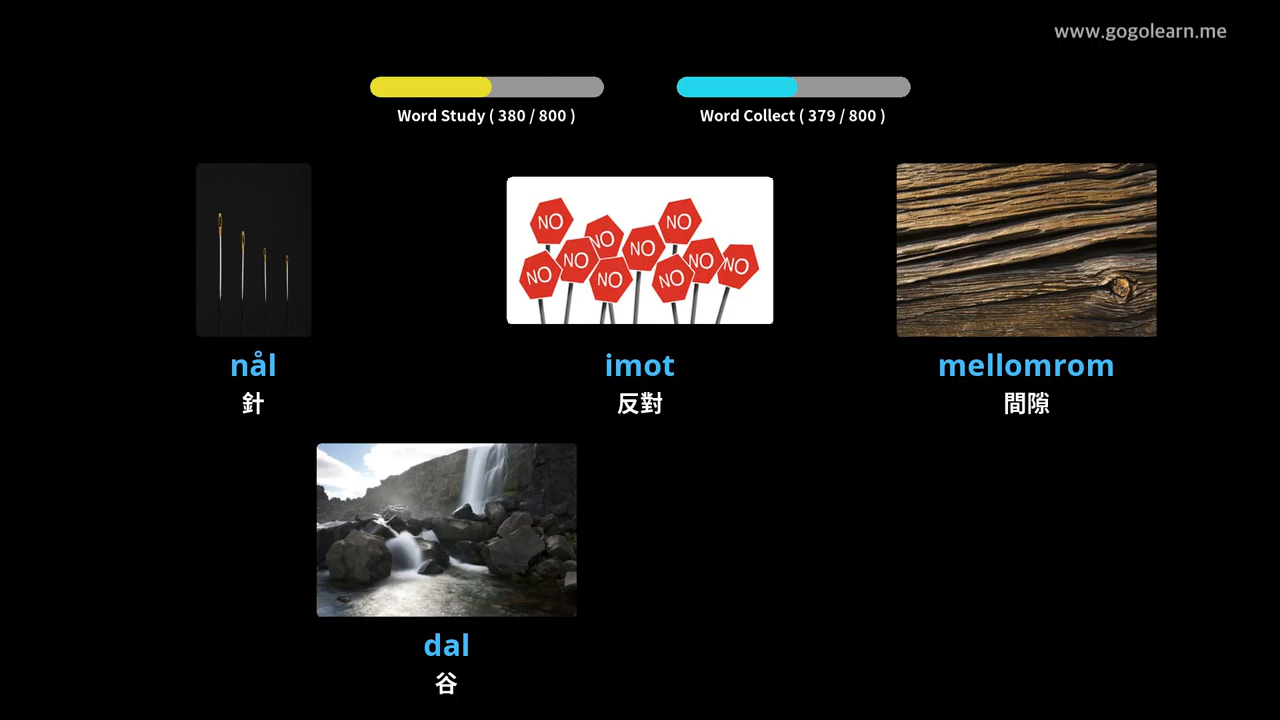 www.gogolearn.me
Word Study ( 380 / 800 )
Word Collect ( 379 / 800 )
NO
NO
NO
NO
NO
NO
NO
NO
NO
NO
nål
imot
mellomrom
針
反對
間隙
dal
谷